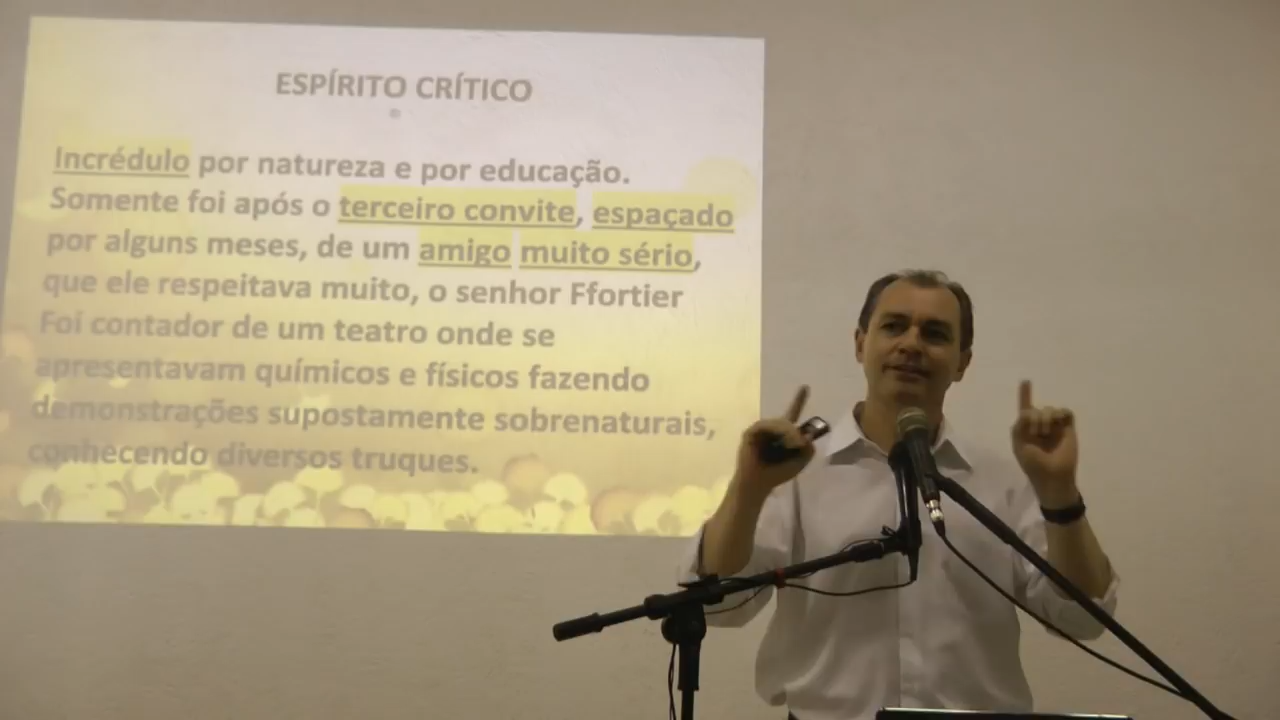 ESPÍRITO CRÍTICO
Incrédulo por natureza e por educação.
Somente foi após o terceiro convite, espaçado
por alguns meses, de um amigo muito sério,
que ele respeitava muito, o senhor Ffortier
Foi contador de um teatro onde se
apresentavam químicos e físicos fazendo
demonstrações supostamente sobrenaturais,
conhecendo diversos truques.